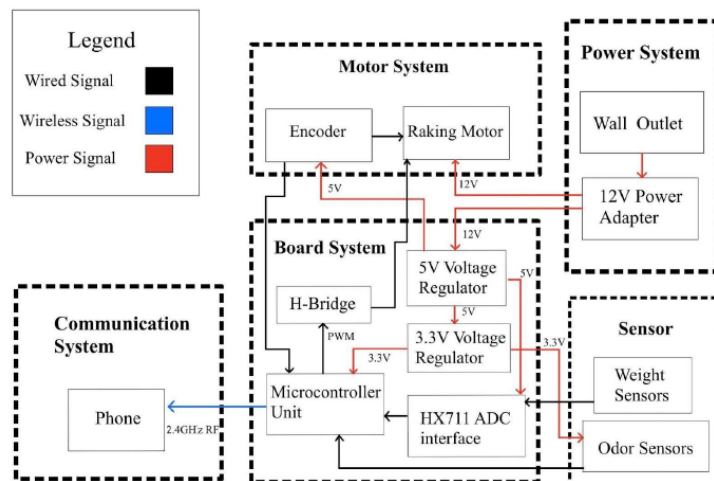 Legend
Wired Signal
Wireless Signal
Power Signal
Motor System
Encoder
Raking Motor
5V
12V
Power System
Wall Outlet
12V Power
Adapter
12V
Board System
5V Voltage
Regulator
5V
5V
H-Bridge
PWM
3.3V Voltage
Regulator
3.3V
3.3V
Microcontroller
Unit
HX711 ADC
interface
Communication
System
Phone
2.4GHz RF
Sensor
Weight
Sensors
Odor Sensors